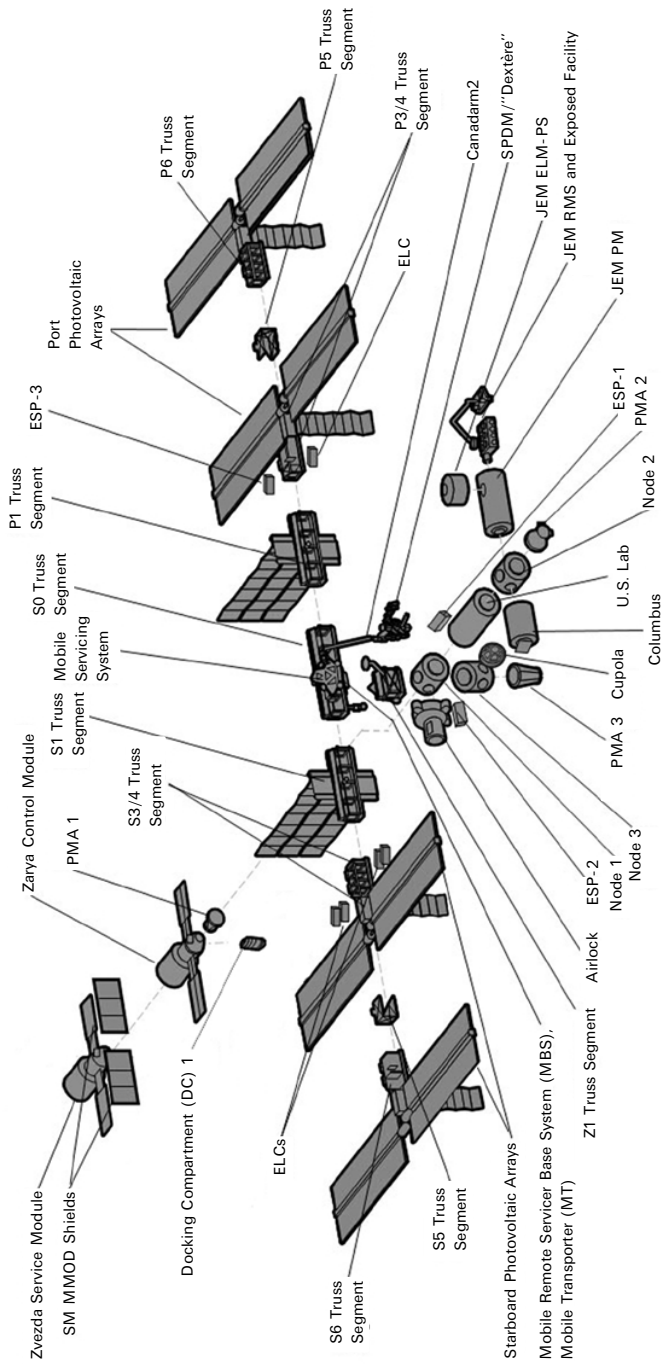 Zvezda Service Module
SM MMOD Shields
Docking Compartment (DC) 1
Zarya Control Module
PMA 1
S3/4 Truss
Segment
S1 Truss
Segment
Mobile
Servicing
System
S0 Truss
Segment
P1 Truss
Segment
ESP-3
Port
Photovoltaic
Arrays
P6 Truss
Segment
P5 Truss
Segment
P3/4 Truss
Segment
ELC
Canadarm2
SPDM/"Dextère"
JEM ELM-PS
JEM RMS and Exposed Facility
JEM PM
ESP-1
PMA 2
Node 2
U.S. Lab
Columbus
Cupola
PMA 3
Node 3
Node 1
ESP-2
Airlock
Z1 Truss Segment
Mobile Remote Servicer Base System (MBS),
Mobile Transporter (MT)
Starboard Photovoltaic Arrays
ELCs
S5 Truss
Segment
S6 Truss
Segment